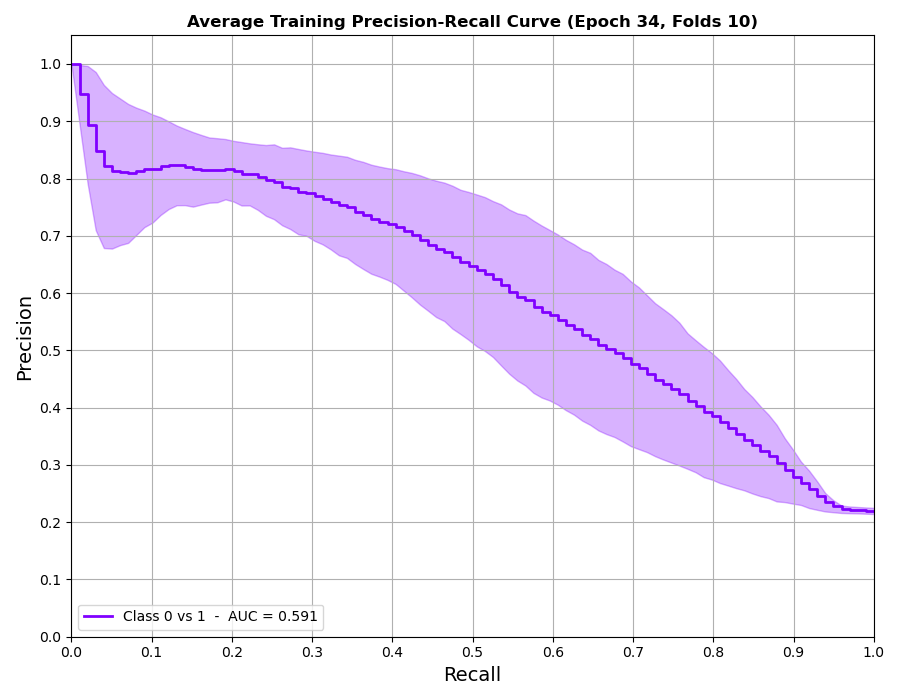 Average Training Precision-Recall Curve (Epoch 34, Folds 10)
Precision
1.0
0.9
0.8
0.7
0.6
0.5
0.4
0.3
0.2
0.1
0.0
Class 0 vs 1 - AUC = 0.591
0.0 0.1 0.2 0.3 0.4 0.5 0.6 0.7 0.8 0.9 1.0
Recall